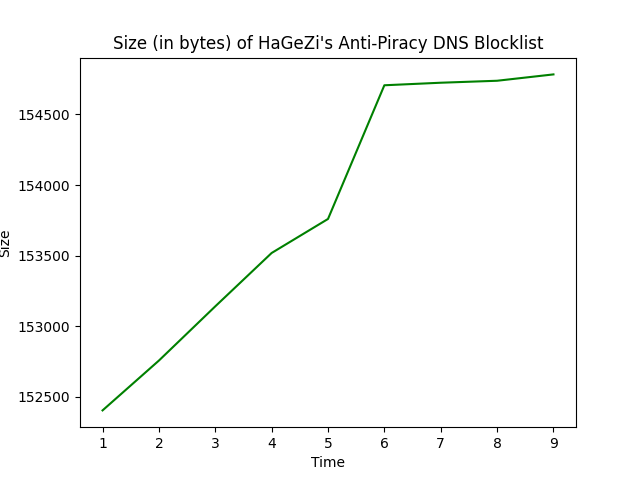 Size (in bytes) of HaGeZi's Anti-Piracy DNS Blocklist
154500
154000
153500
153000
152500
Size
1 2 3 4 5 6 7 8 9
Time